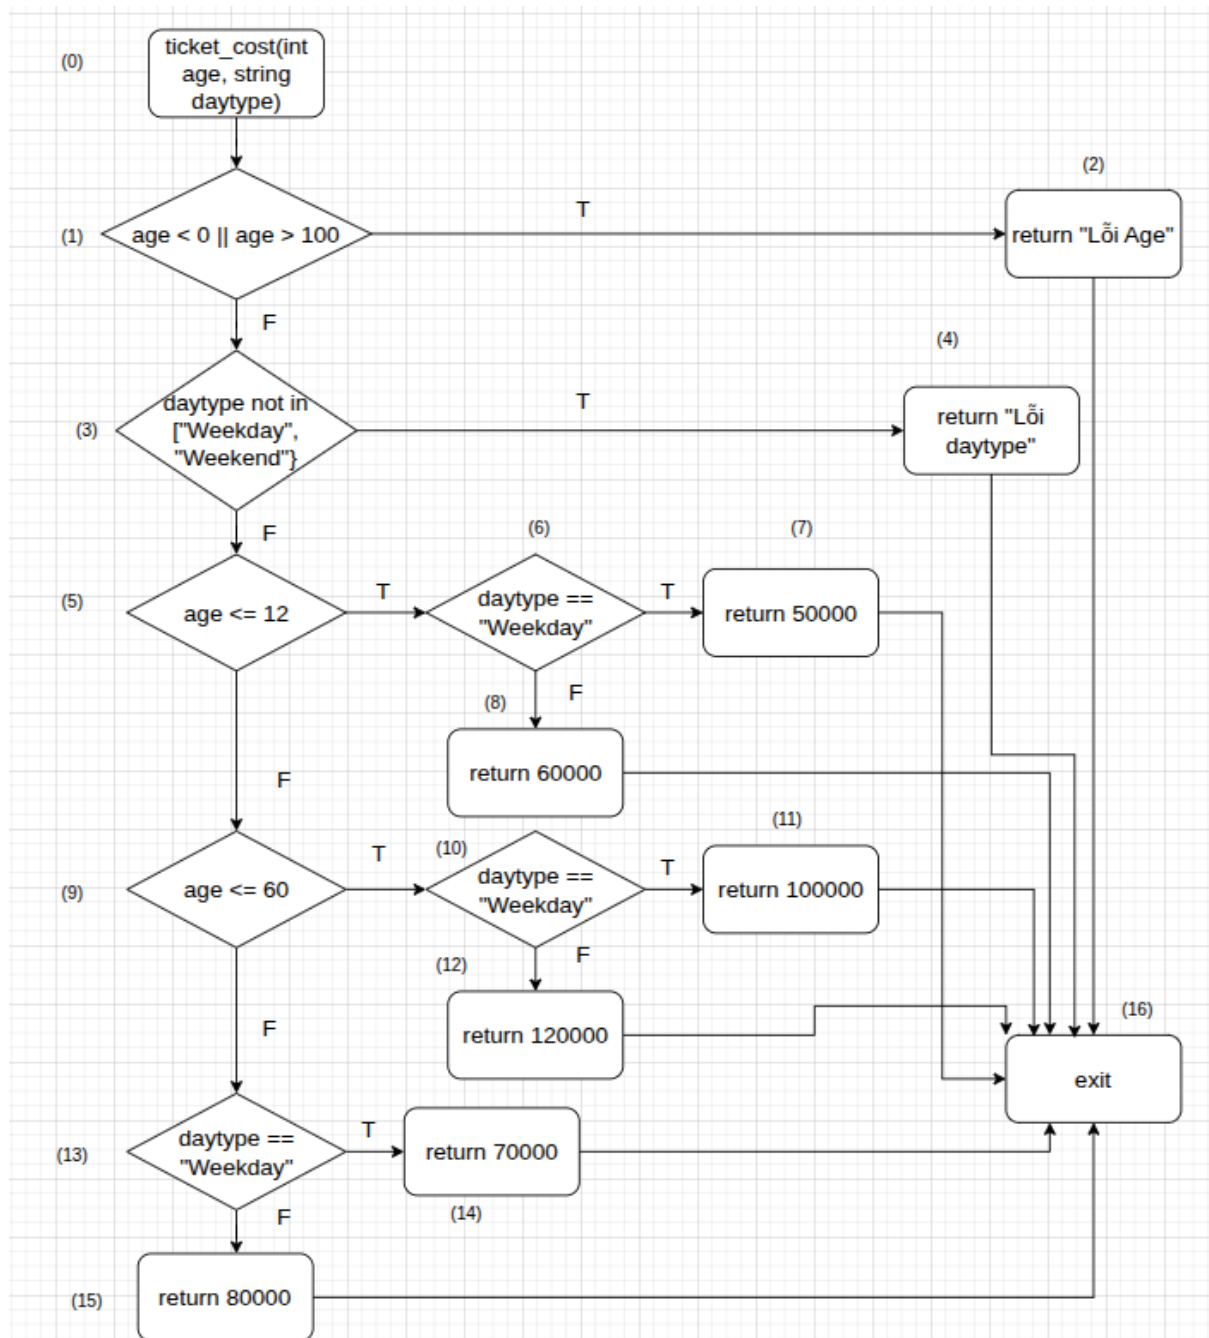 (0)
ticket_cost(int
age, string
daytype)
(2)
T
(1)
age < 0 || age > 100
return "Lỗi Age"
F
(4)
T
(3)
daytype not in
["Weekday",
"Weekend"}
return "Lỗi
daytype"
F
(6)
(7)
(5)
age <= 12
T
daytype ==
"Weekday"
T
return 50000
(8)
F
return 60000
F
(11)
(10)
T
(9)
age <= 60
daytype ==
"Weekday"
T
return 100000
(12)
F
return 120000
(16)
F
exit
(13)
daytype ==
"Weekday"
T
return 70000
(14)
F
(15)
return 80000